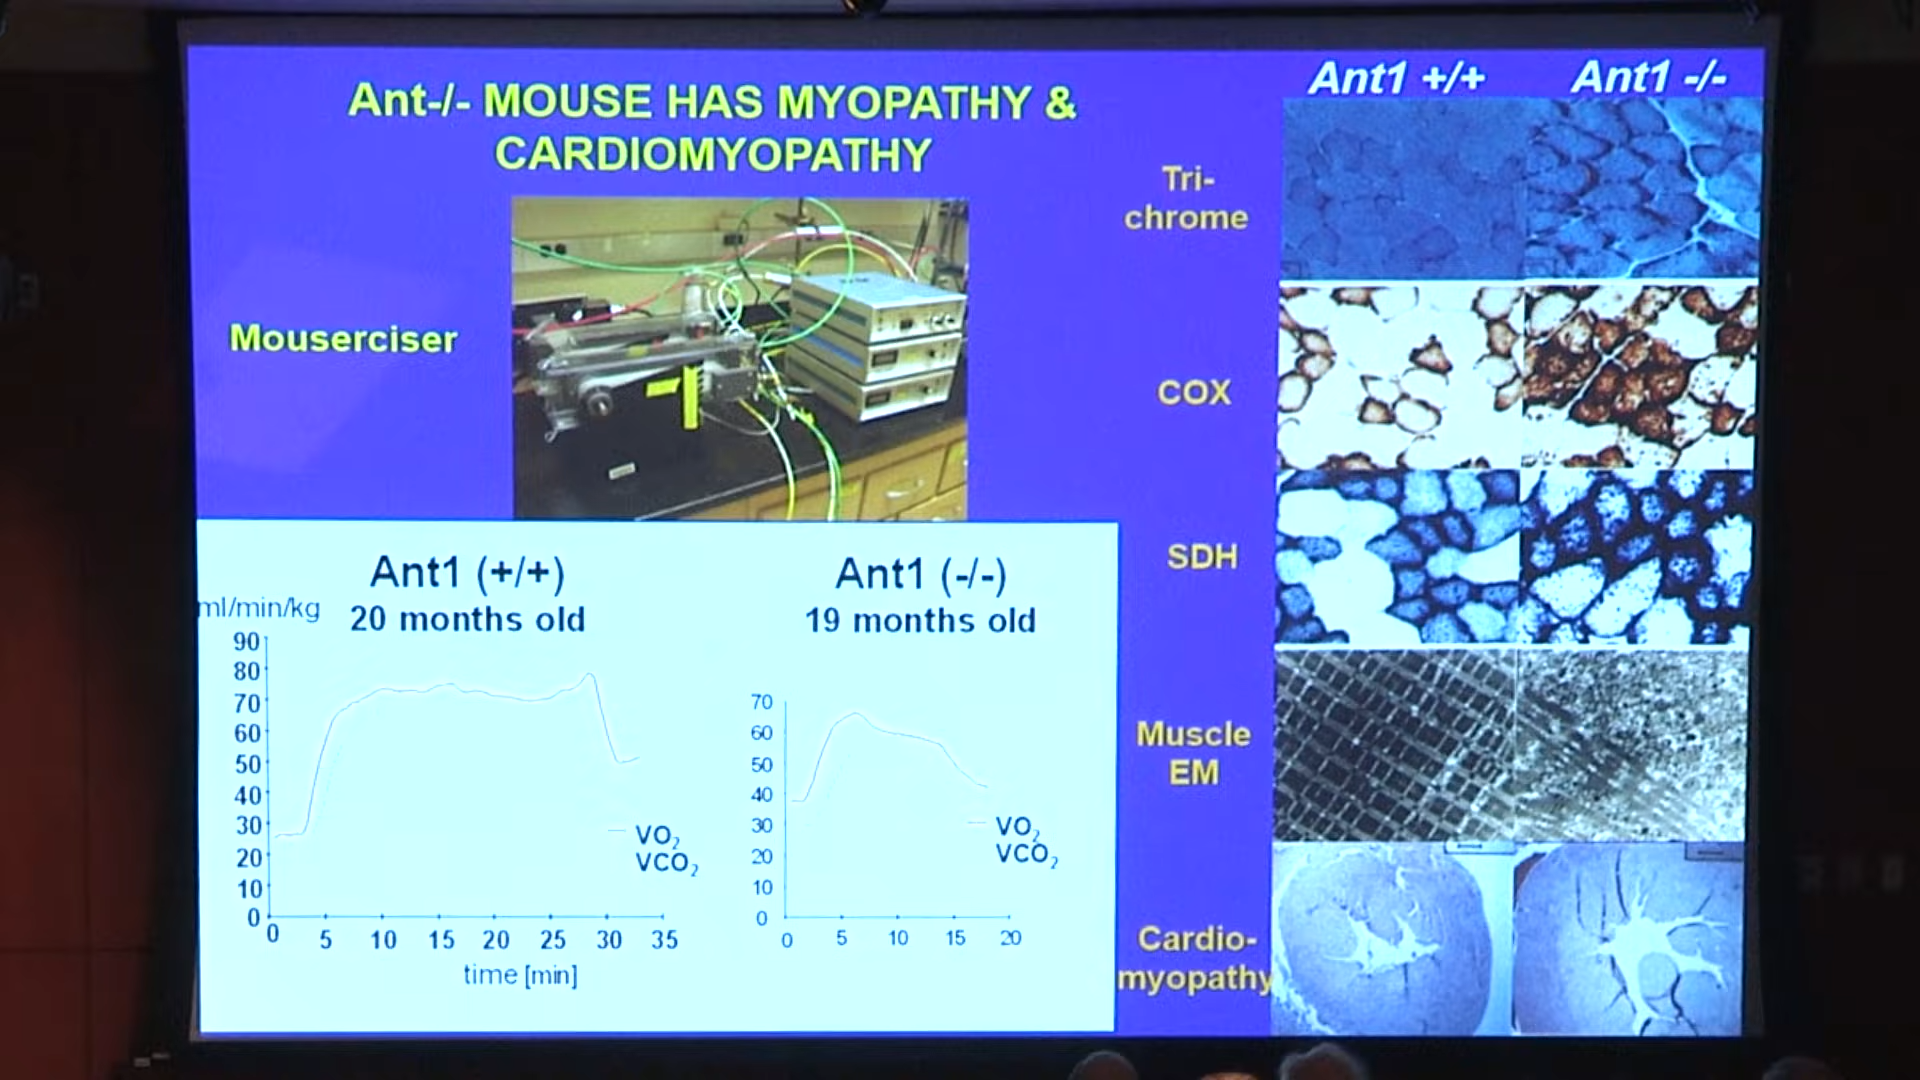 Ant-/- MOUSE HAS MYOPATHY &
CARDIOMYOPATHY
Mouserciser
Ant1 +/+ Ant1 -/-
Tri-
chrome
COX
SDH
Muscle
EM
Cardio-
myopathy
Ant1 (+/+)
20 months old
ml/min/kg
90
80
70
60
50
40
30
20
10
0
0 5 10 15 20 25 30 35
time [min]
VO₂
VCO₂
Ant1 (-/-)
19 months old
70
60
50
40
30
20
10
0
0 5 10 15 20
VO₂
VCO₂